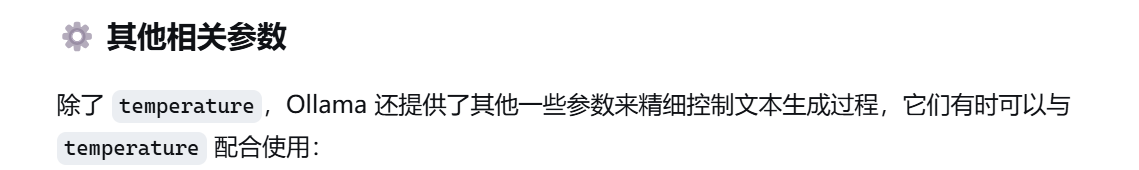 其他相关参数
除了 temperature，Ollama 还提供了其他一些参数来精细控制文本生成过程，它们有时可以与
temperature 配合使用：